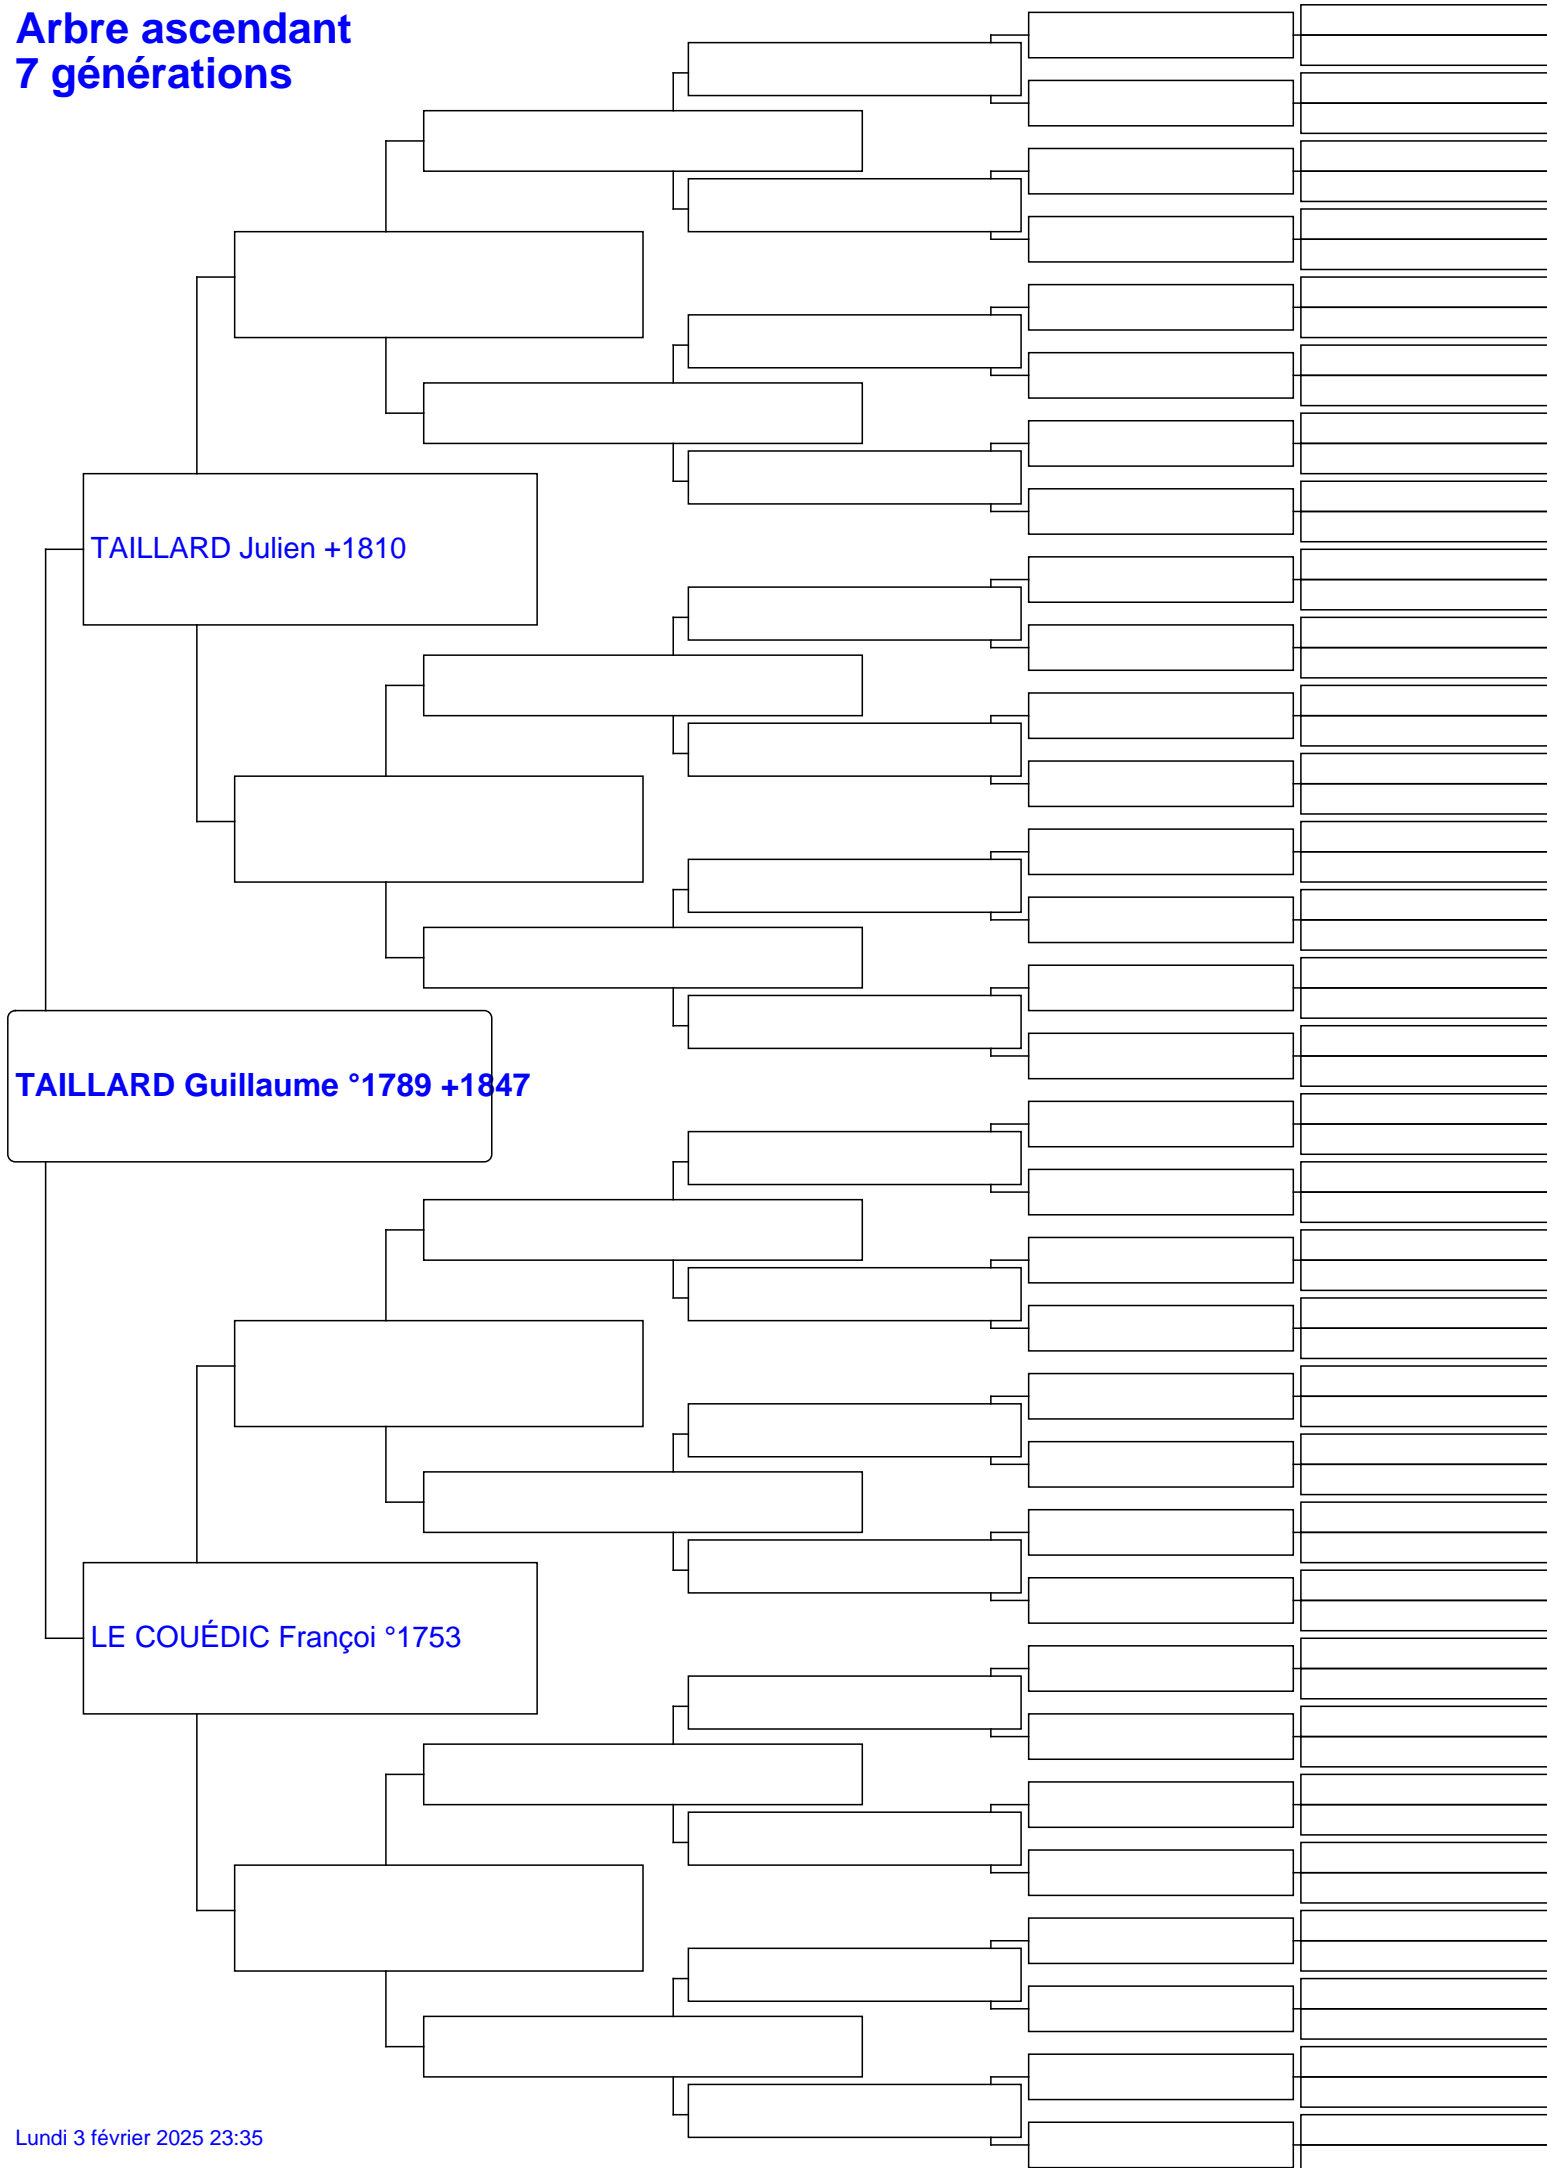 Arbre ascendant
7 générations
TAILLARD Julien +1810
TAILLARD Guillaume °1789 +1847
LE COUÉDIC Françoi °1753
Lundi 3 février 2025 23:35